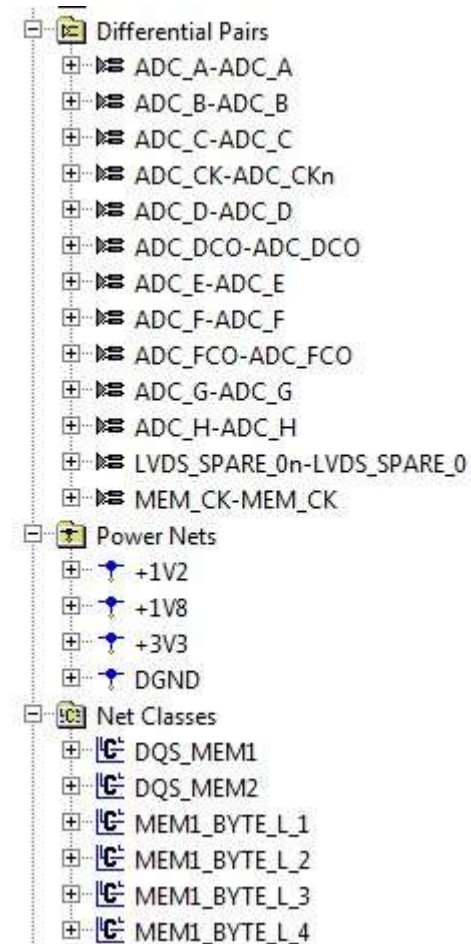 Differential Pairs
ADC_A-ADC_A
ADC_B-ADC_B
ADC_C-ADC_C
ADC_CK-ADC_CKn
ADC_D-ADC_D
ADC_DCO-ADC_DCO
ADC_E-ADC_E
ADC_F-ADC_F
ADC_FCO-ADC_FCO
ADC_G-ADC_G
ADC_H-ADC_H
LVDS_SPARE_0n-LVDS_SPARE_0
MEM_CK-MEM_CK
Power Nets
+1V2
+1V8
+3V3
DGND
Net Classes
DQS_MEM1
DQS_MEM2
MEM1_BYTE_L_1
MEM1_BYTE_L_2
MEM1_BYTE_L_3
MEM1_BYTE_L_4